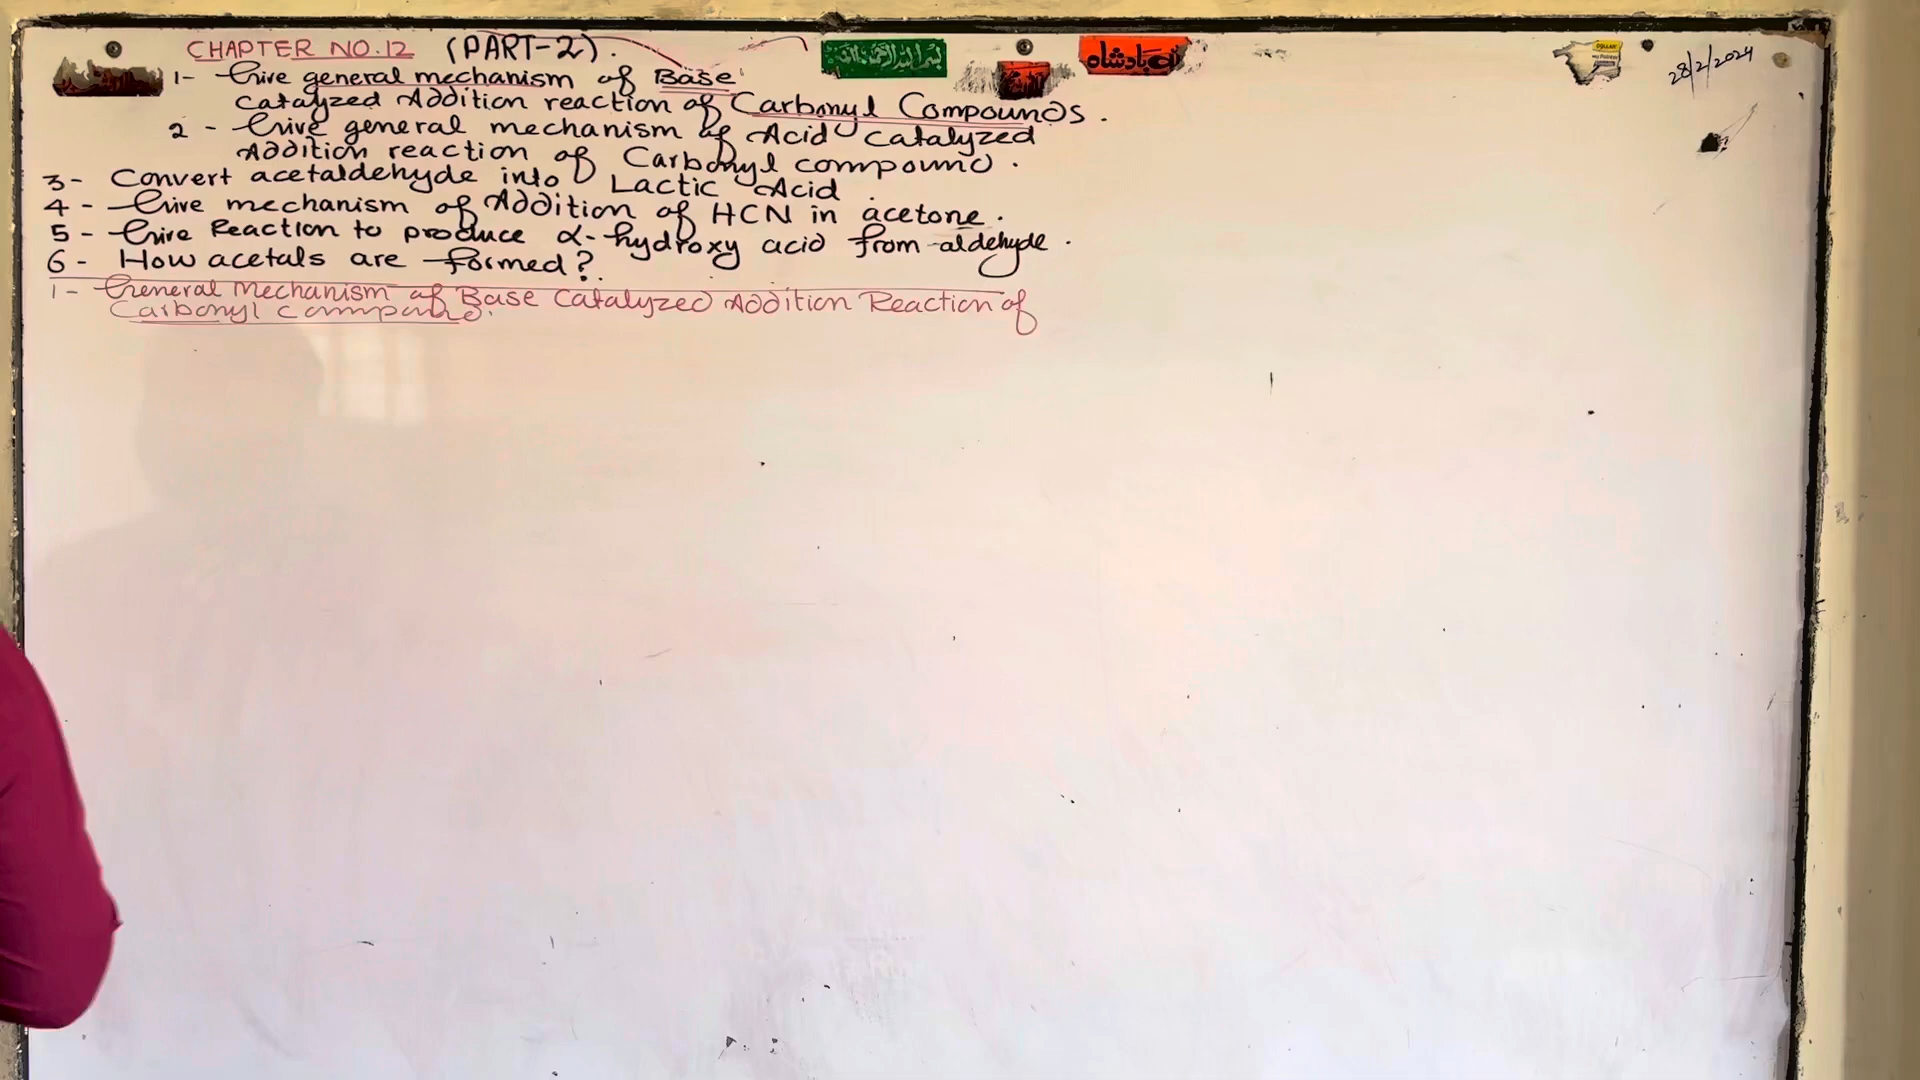 CHAPTER NO.12 (PART-2).
28/2/2024
1- Give general mechanism of Base
Catalyzed Addition reaction of Carbonyl Compounds.
2 - Give general mechanism of Acid Catalyzed
Addition reaction of Carbonyl compound.
3- Convert acetaldehyde into Lactic Acid.
4 - Give mechanism of Addition of HCN in acetone.
5 - Give Reaction to produce α-hydroxy acid from aldehyde.
6 - How acetals are formed?
1- General Mechanism of Base Catalyzed Addition Reaction of
Carbonyl Compound.